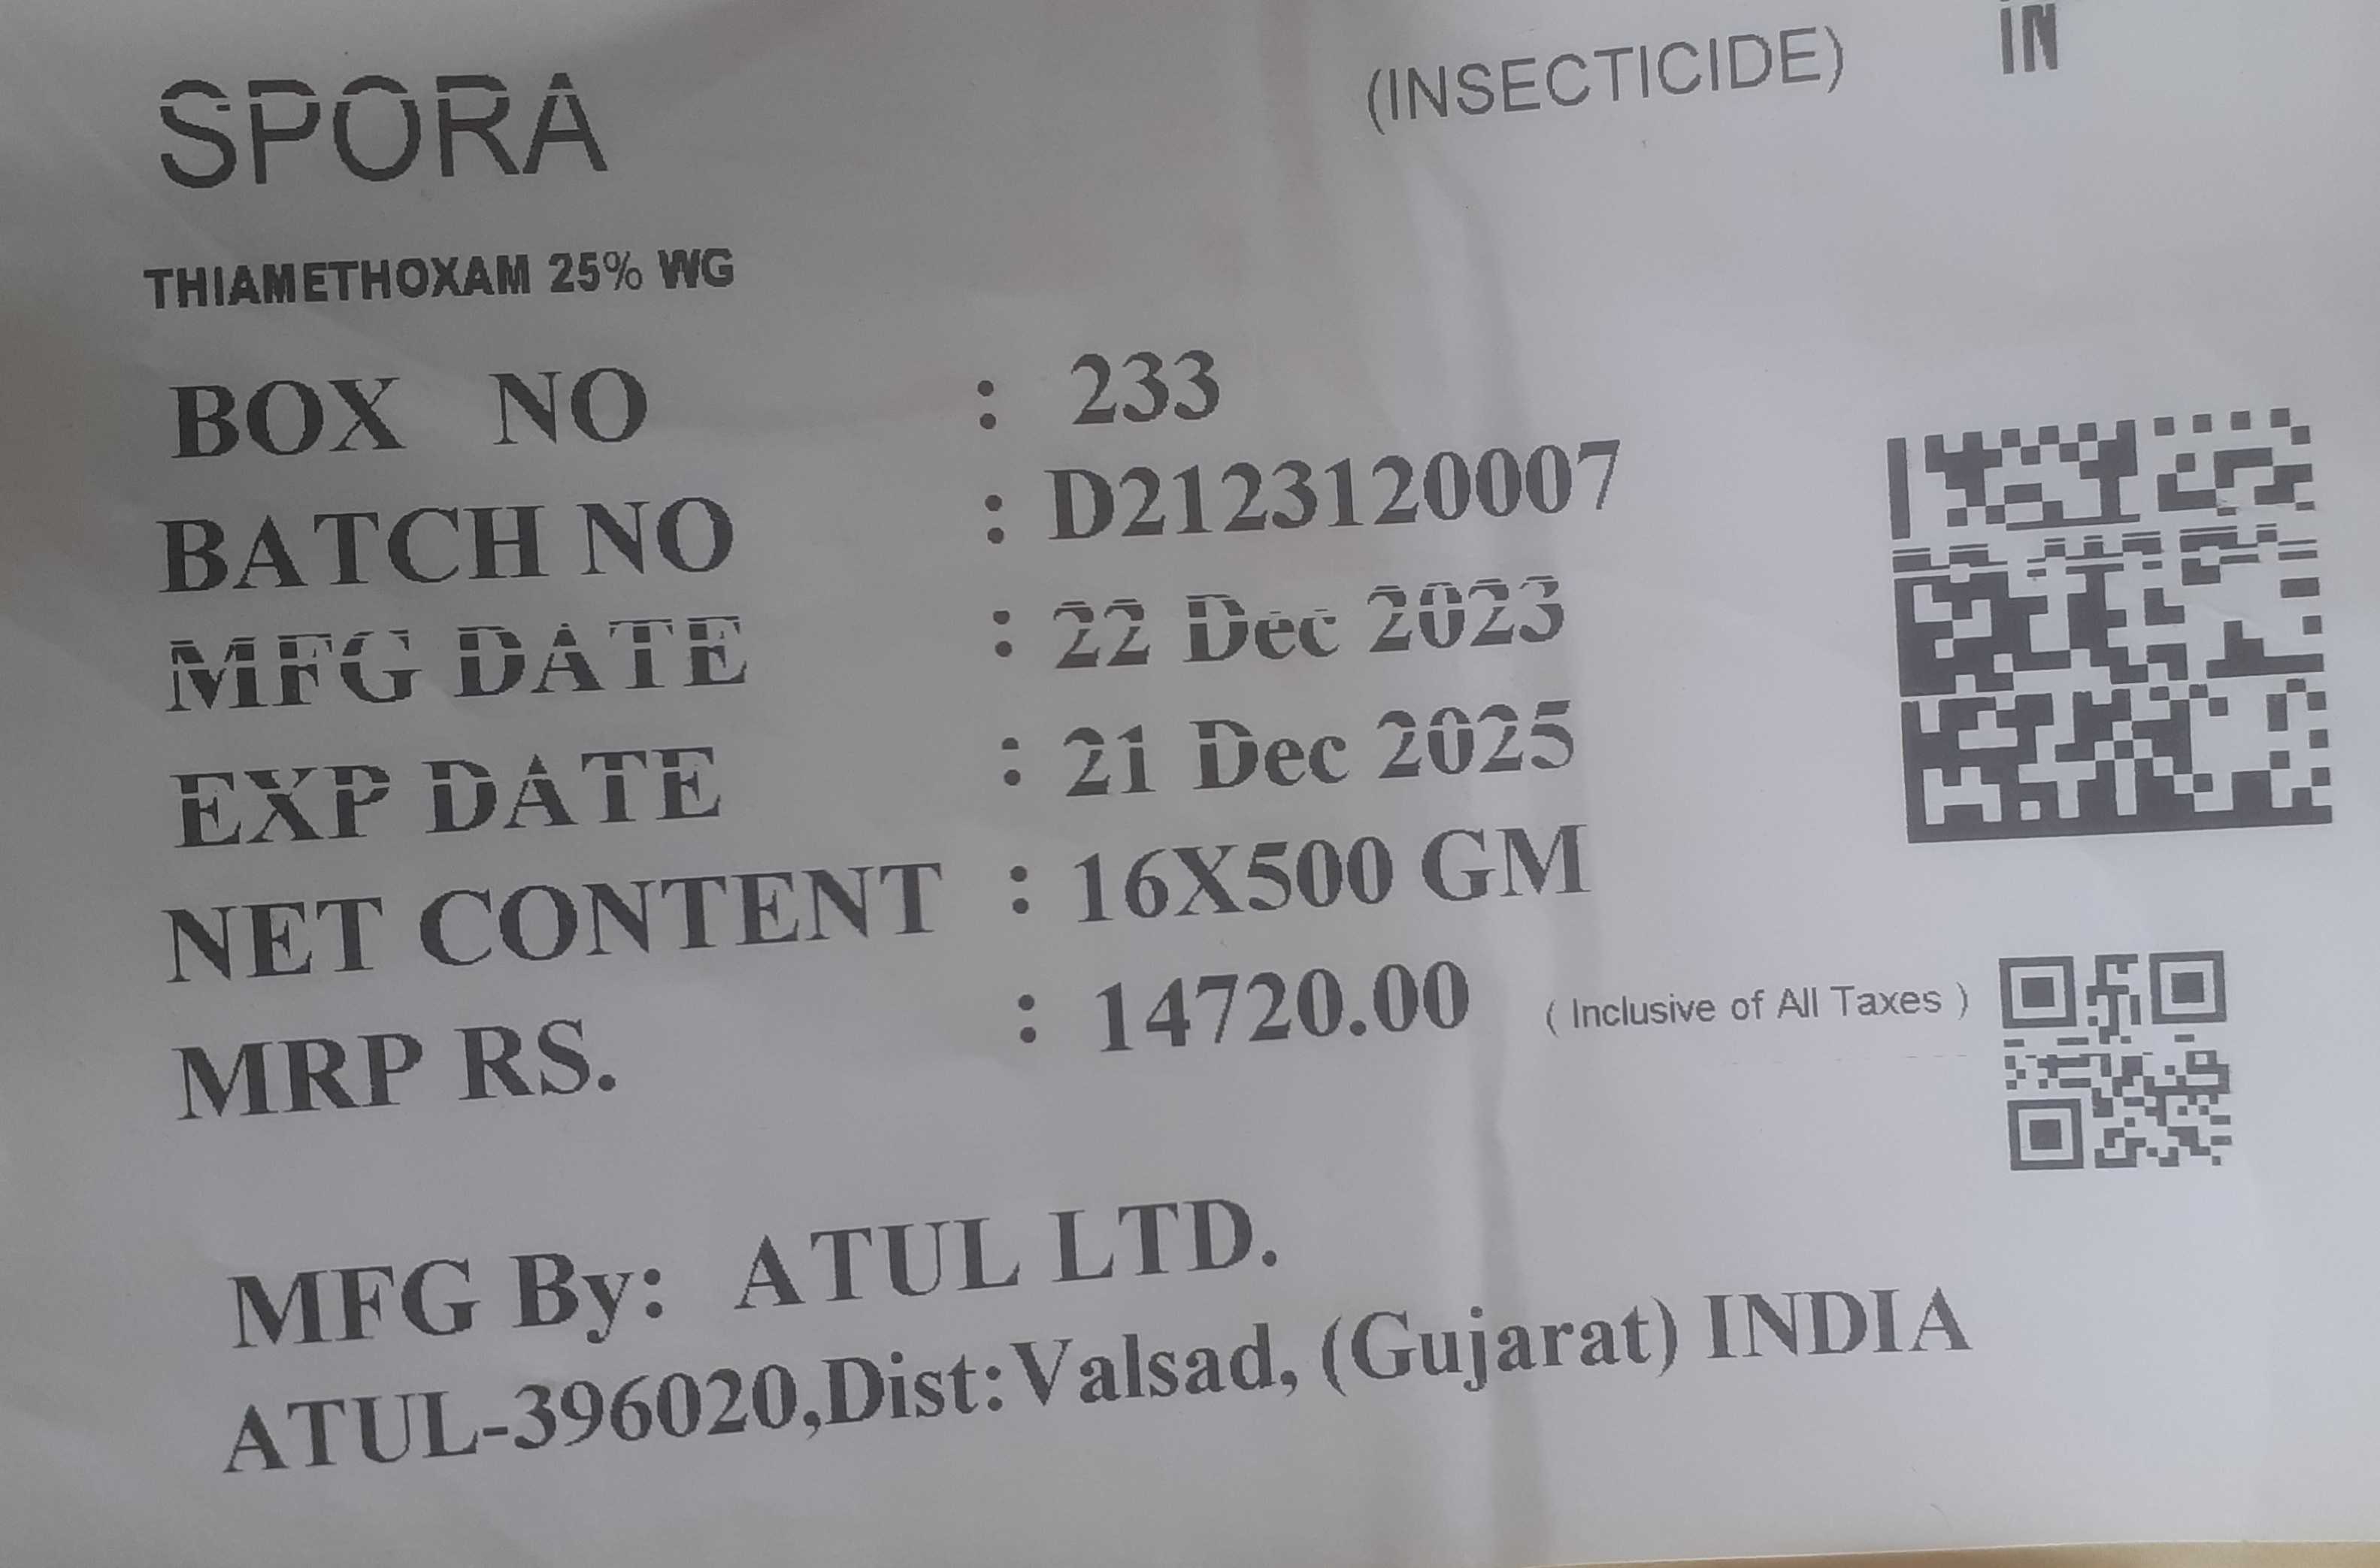 SPORA (INSECTICIDE) IN
THIAMETHOXAM 25% WG
BOX NO : 233
BATCH NO : D2123120007
MFG DATE : 22 Dec 2023
EXP DATE : 21 Dec 2025
NET CONTENT : 16X500 GM
MRP RS. : 14720.00 ( Inclusive of All Taxes )
MFG By: ATUL LTD.
ATUL-396020,Dist:Valsad, (Gujarat) INDIA